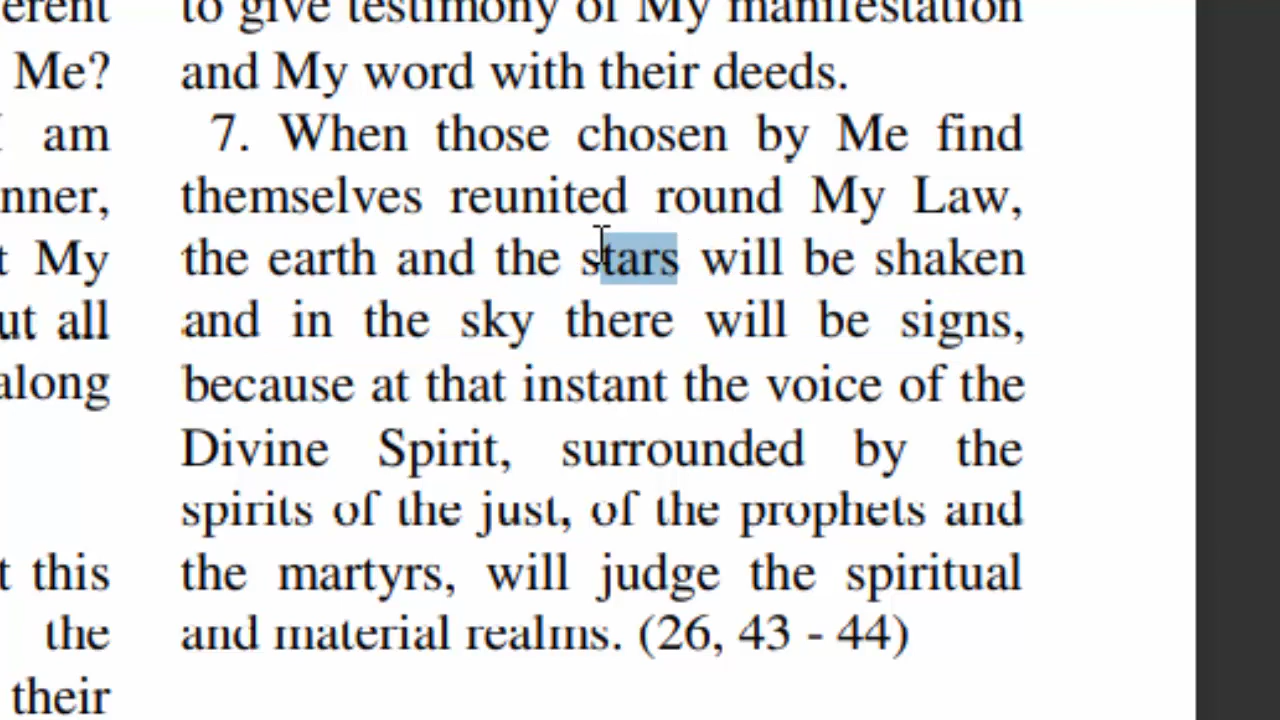 erent
Me?
am
nner,
t My
ut all
along
t this
the
their
to give testimony of My manifestation
and My word with their deeds.
7. When those chosen by Me find
themselves reunited round My Law,
the earth and the stars will be shaken
and in the sky there will be signs,
because at that instant the voice of the
Divine Spirit, surrounded by the
spirits of the just, of the prophets and
the martyrs, will judge the spiritual
and material realms. (26, 43 - 44)